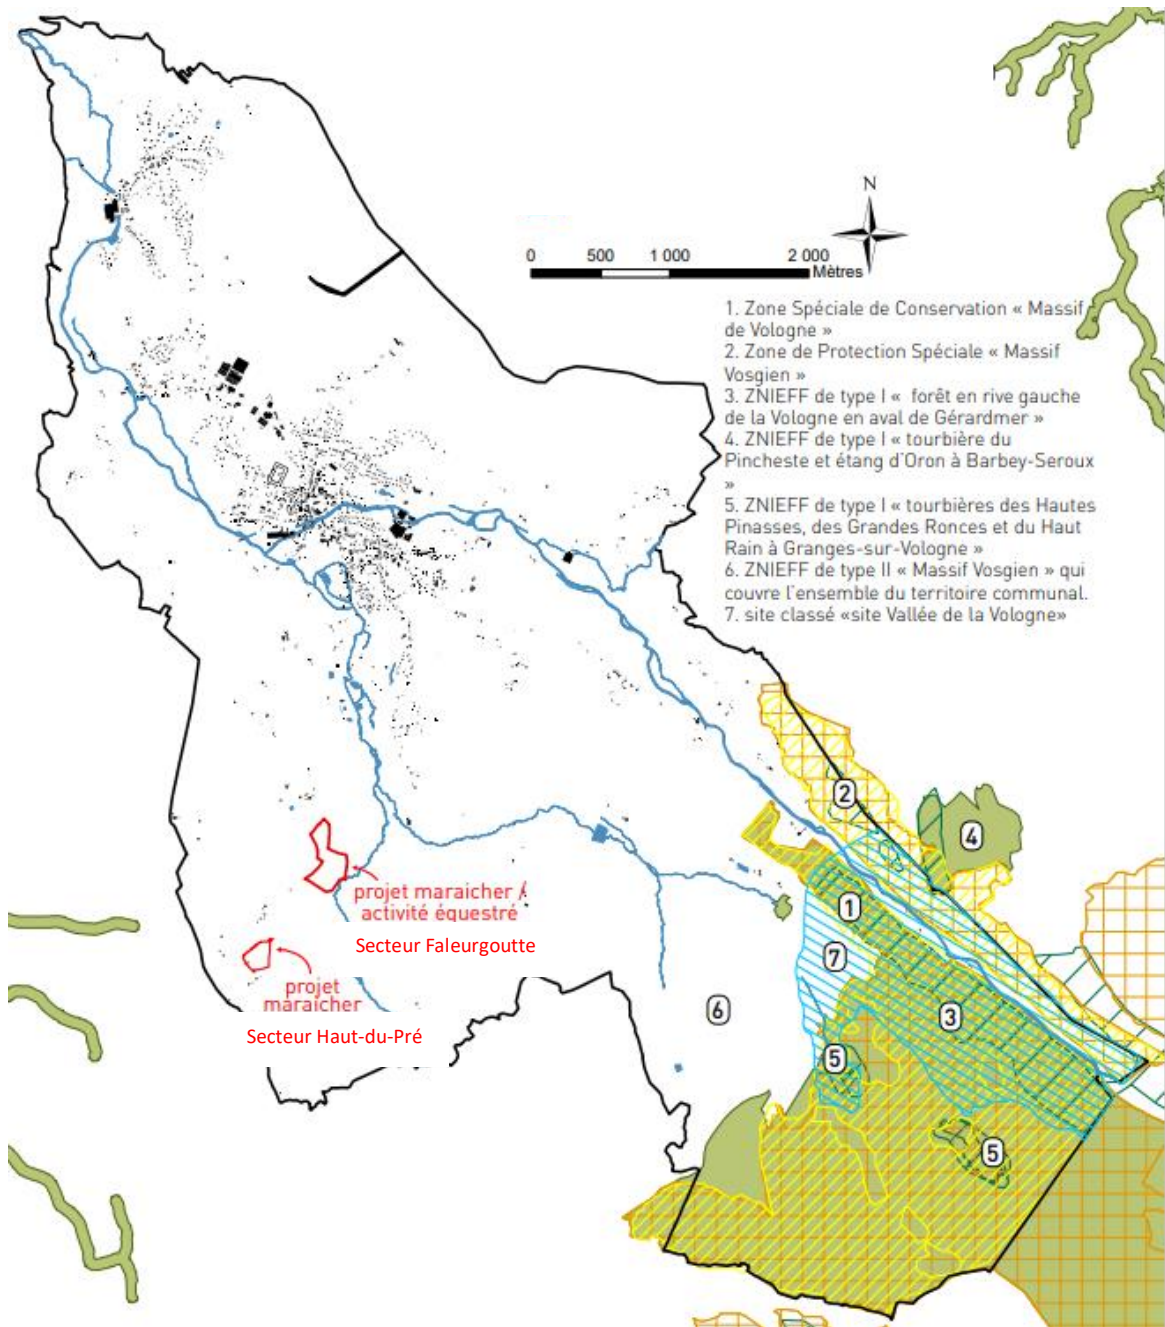 N
0 500 1 000 2 000
Mètres
1. Zone Spéciale de Conservation « Massif
de Vologne »
2. Zone de Protection Spéciale « Massif
Vosgien »
3. ZNIEFF de type I « forêt en rive gauche
de la Vologne en aval de Gérardmer »
4. ZNIEFF de type I « tourbière du
Pincheste et étang d'Oron à Barbey-Seroux
»
5. ZNIEFF de type I « tourbières des Hautes
Pinasses, des Grandes Ronces et du Haut
Rain à Granges-sur-Vologne »
6. ZNIEFF de type II « Massif Vosgien » qui
couvre l'ensemble du territoire communal.
7. site classé «site Vallée de la Vologne»
2
4
1
projet maraicher /
activité équestré
Secteur Faleurgoutte
7
projet
maraicher
Secteur Haut-du-Pré
6
3
5
5